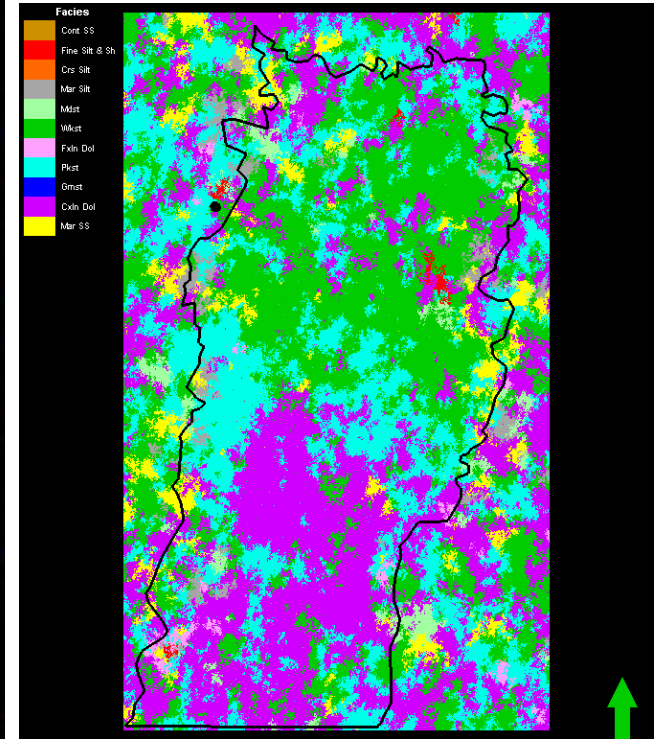 Facies
Cont SS
Fine Silt & Sh
Crs Silt
Mar Silt
Mdst
Wkst
Fxln Dol
Pkst
Grnst
Cxln Dol
Mar SS